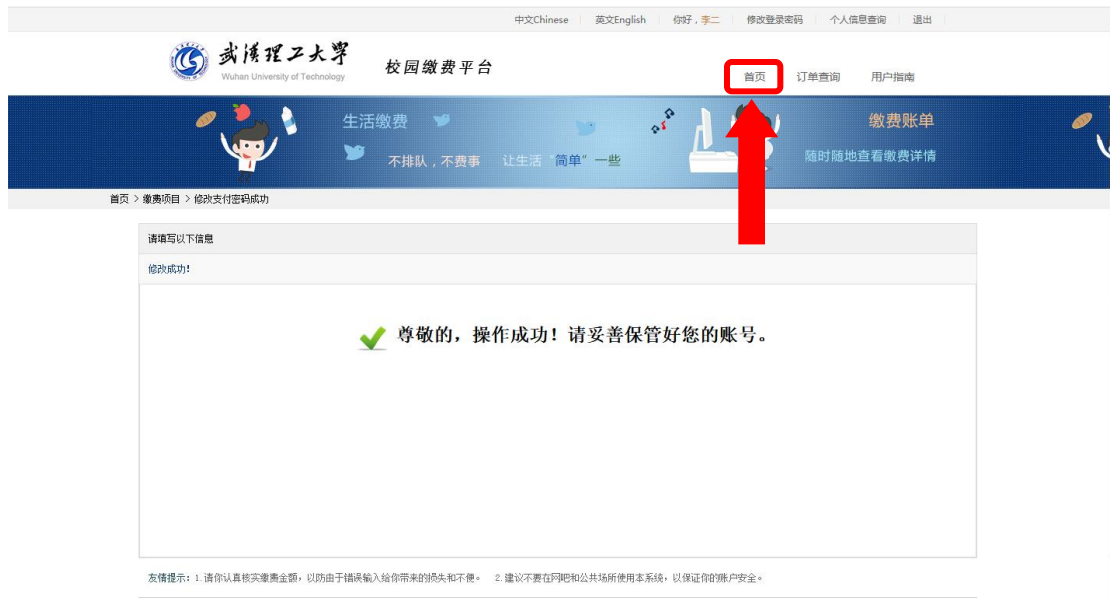 中文Chinese 英文English 你好，李二 修改登录密码 个人信息查询 退出
武汉理工大学
Wuhan University of Technology
校园缴费平台
首页 订单查询 用户指南
生活缴费
不排队，不费事 让生活“简单”一些
缴费账单
随时随地查看缴费详情
首页 > 缴费项目 > 修改支付密码成功
请填写以下信息
修改成功!
尊敬的，操作成功！请妥善保管好您的账号。
友情提示：1.请你认真核实缴费金额，以防由于错误输入给你带来的损失和不便。 2.建议不要在网吧和公共场所使用本系统，以保证你的账户安全。